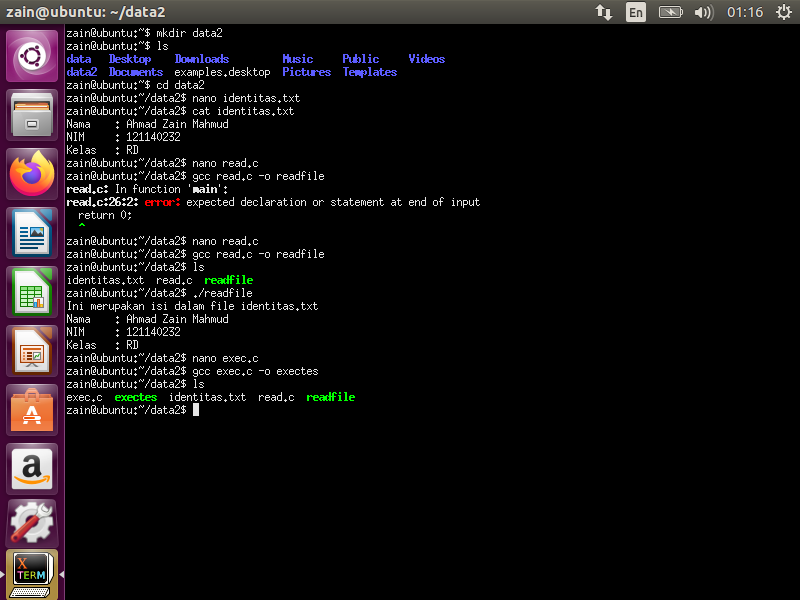 zain@ubuntu: ~/data2
En
01:16
zain@ubuntu:~$ mkdir data2
zain@ubuntu:~$ ls
data Desktop Downloads Music Public Videos
data2 Documents examples.desktop Pictures Templates
zain@ubuntu:~$ cd data2
zain@ubuntu:~/data2$ nano identitas.txt
zain@ubuntu:~/data2$ cat identitas.txt
Nama : Ahmad Zain Mahmud
NIM : 121140232
Kelas : RD
zain@ubuntu:~/data2$ nano read.c
zain@ubuntu:~/data2$ gcc read.c -o readfile
read.c: In function 'main':
read.c:26:2: error: expected declaration or statement at end of input
return 0;
^
zain@ubuntu:~/data2$ nano read.c
zain@ubuntu:~/data2$ gcc read.c -o readfile
zain@ubuntu:~/data2$ ls
identitas.txt read.c readfile
zain@ubuntu:~/data2$ ./readfile
Ini merupakan isi dalam file identitas.txt
Nama : Ahmad Zain Mahmud
NIM : 121140232
Kelas : RD
zain@ubuntu:~/data2$ nano exec.c
zain@ubuntu:~/data2$ gcc exec.c -o exectes
zain@ubuntu:~/data2$ ls
exec.c exectes identitas.txt read.c readfile
zain@ubuntu:~/data2$
A
a
X
TERM